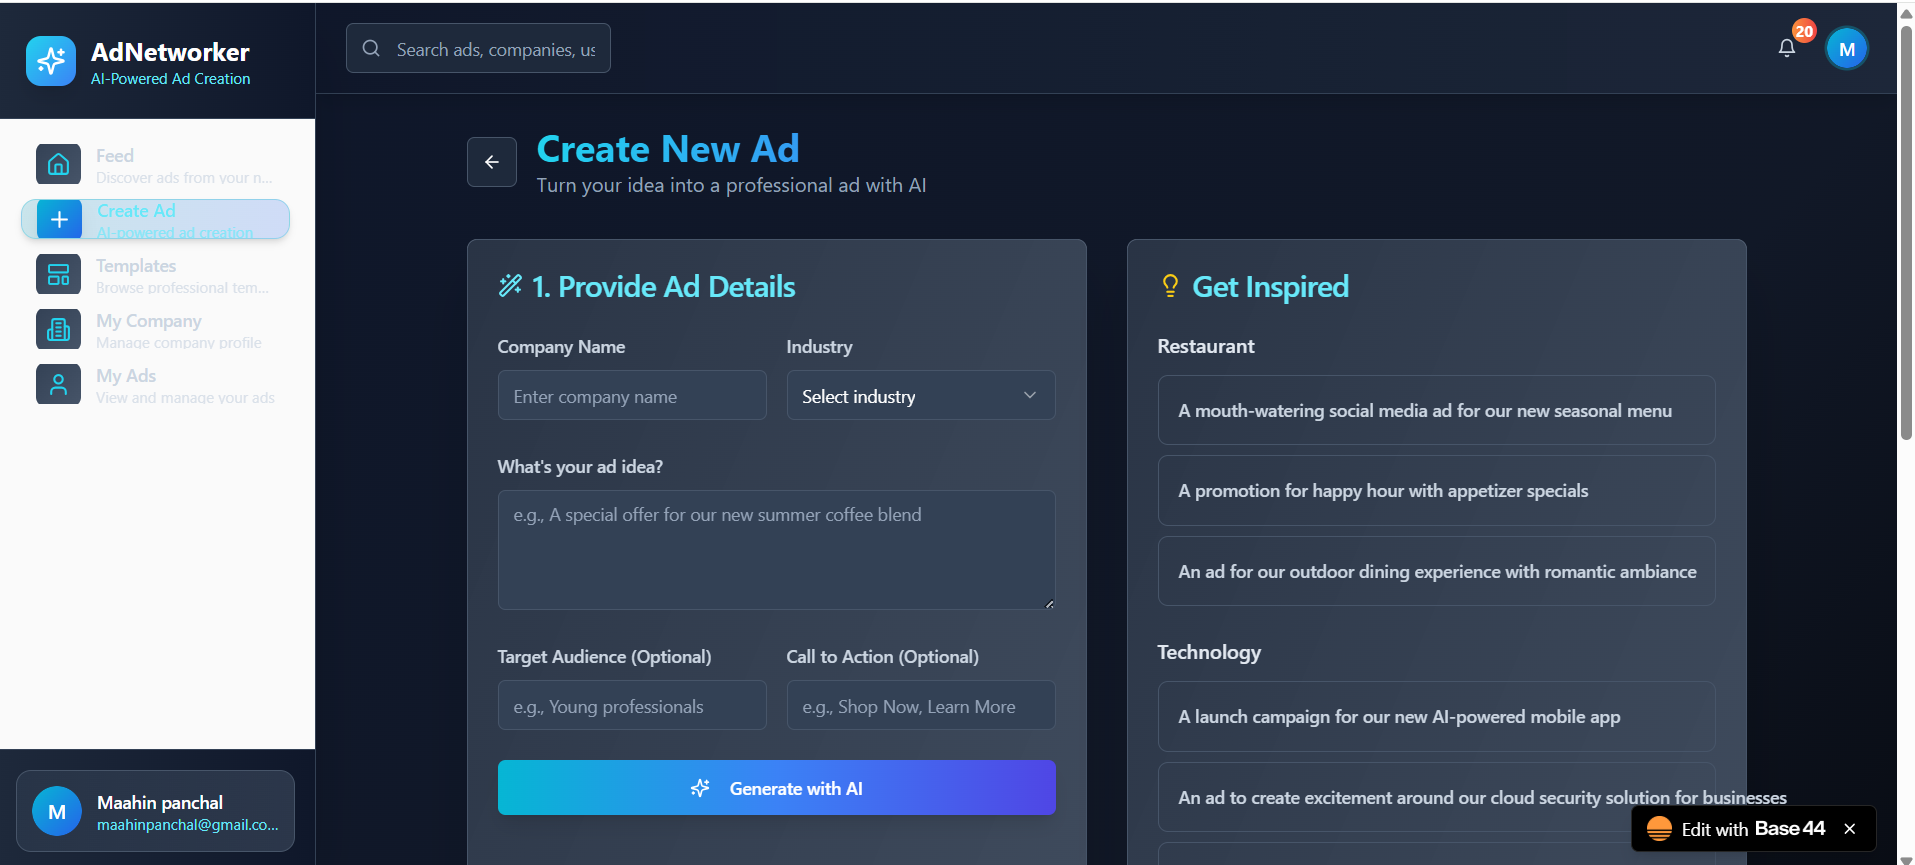 AdNetworker
AI-Powered Ad Creation
Search ads, companies, us
20
M
Feed
Discover ads from your n...
Create Ad
AI-powered ad creation
Templates
Browse professional tem...
My Company
Manage company profile
My Ads
View and manage your ads
M
Maahin panchal
maahinpanchal@gmail.co...
Create New Ad
Turn your idea into a professional ad with AI
1. Provide Ad Details
Company Name
Industry
Enter company name
Select industry
What's your ad idea?
e.g., A special offer for our new summer coffee blend
Target Audience (Optional)
Call to Action (Optional)
e.g., Young professionals
e.g., Shop Now, Learn More
Generate with AI
Get Inspired
Restaurant
A mouth-watering social media ad for our new seasonal menu
A promotion for happy hour with appetizer specials
An ad for our outdoor dining experience with romantic ambiance
Technology
A launch campaign for our new AI-powered mobile app
An ad to create excitement around our cloud security solution for businesses
Edit with Base44